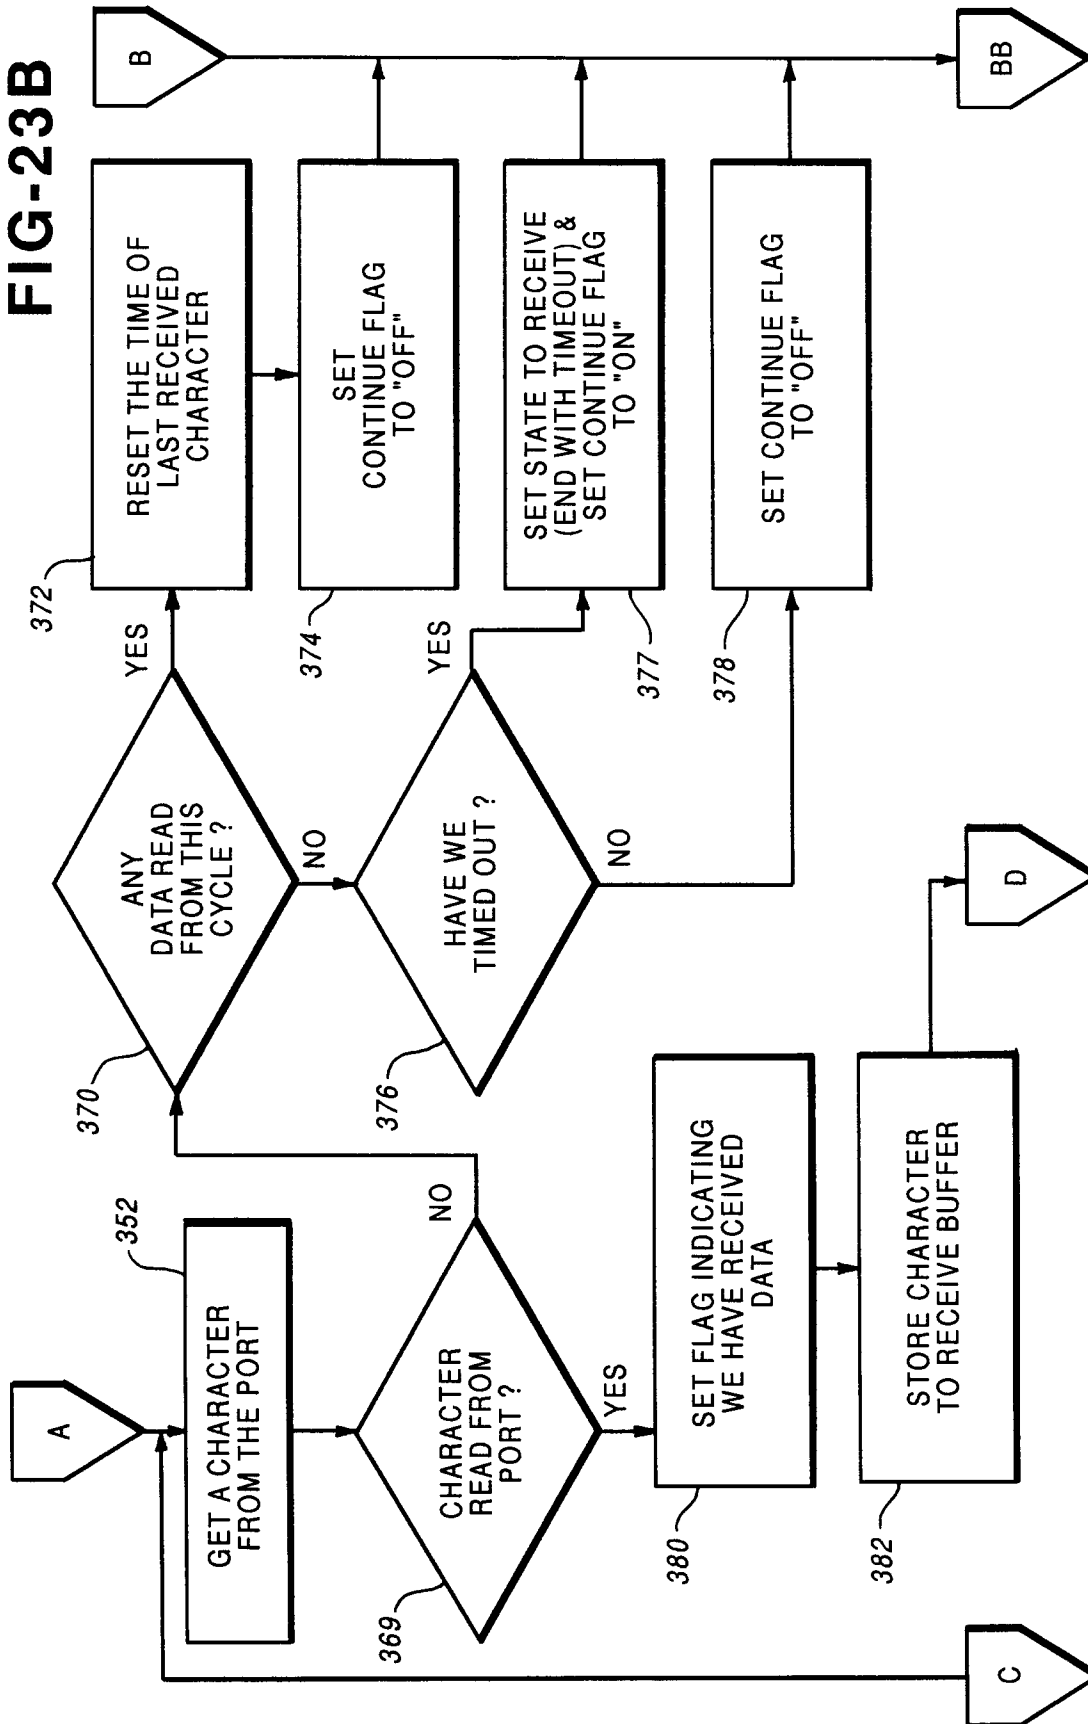 FIG-23B
A
B
GET A CHARACTER
FROM THE PORT
352
CHARACTER
READ FROM
PORT ?
369
NO
YES
ANY
DATA READ
FROM THIS
CYCLE ?
370
YES
NO
RESET THE TIME OF
LAST RECEIVED
CHARACTER
372
SET
CONTINUE FLAG
TO "OFF"
374
HAVE WE
TIMED OUT ?
376
YES
NO
SET STATE TO RECEIVE
(END WITH TIMEOUT) &
SET CONTINUE FLAG
TO "ON"
377
SET CONTINUE FLAG
TO "OFF"
378
SET FLAG INDICATING
WE HAVE RECEIVED
DATA
380
STORE CHARACTER
TO RECEIVE BUFFER
382
C
D
BB